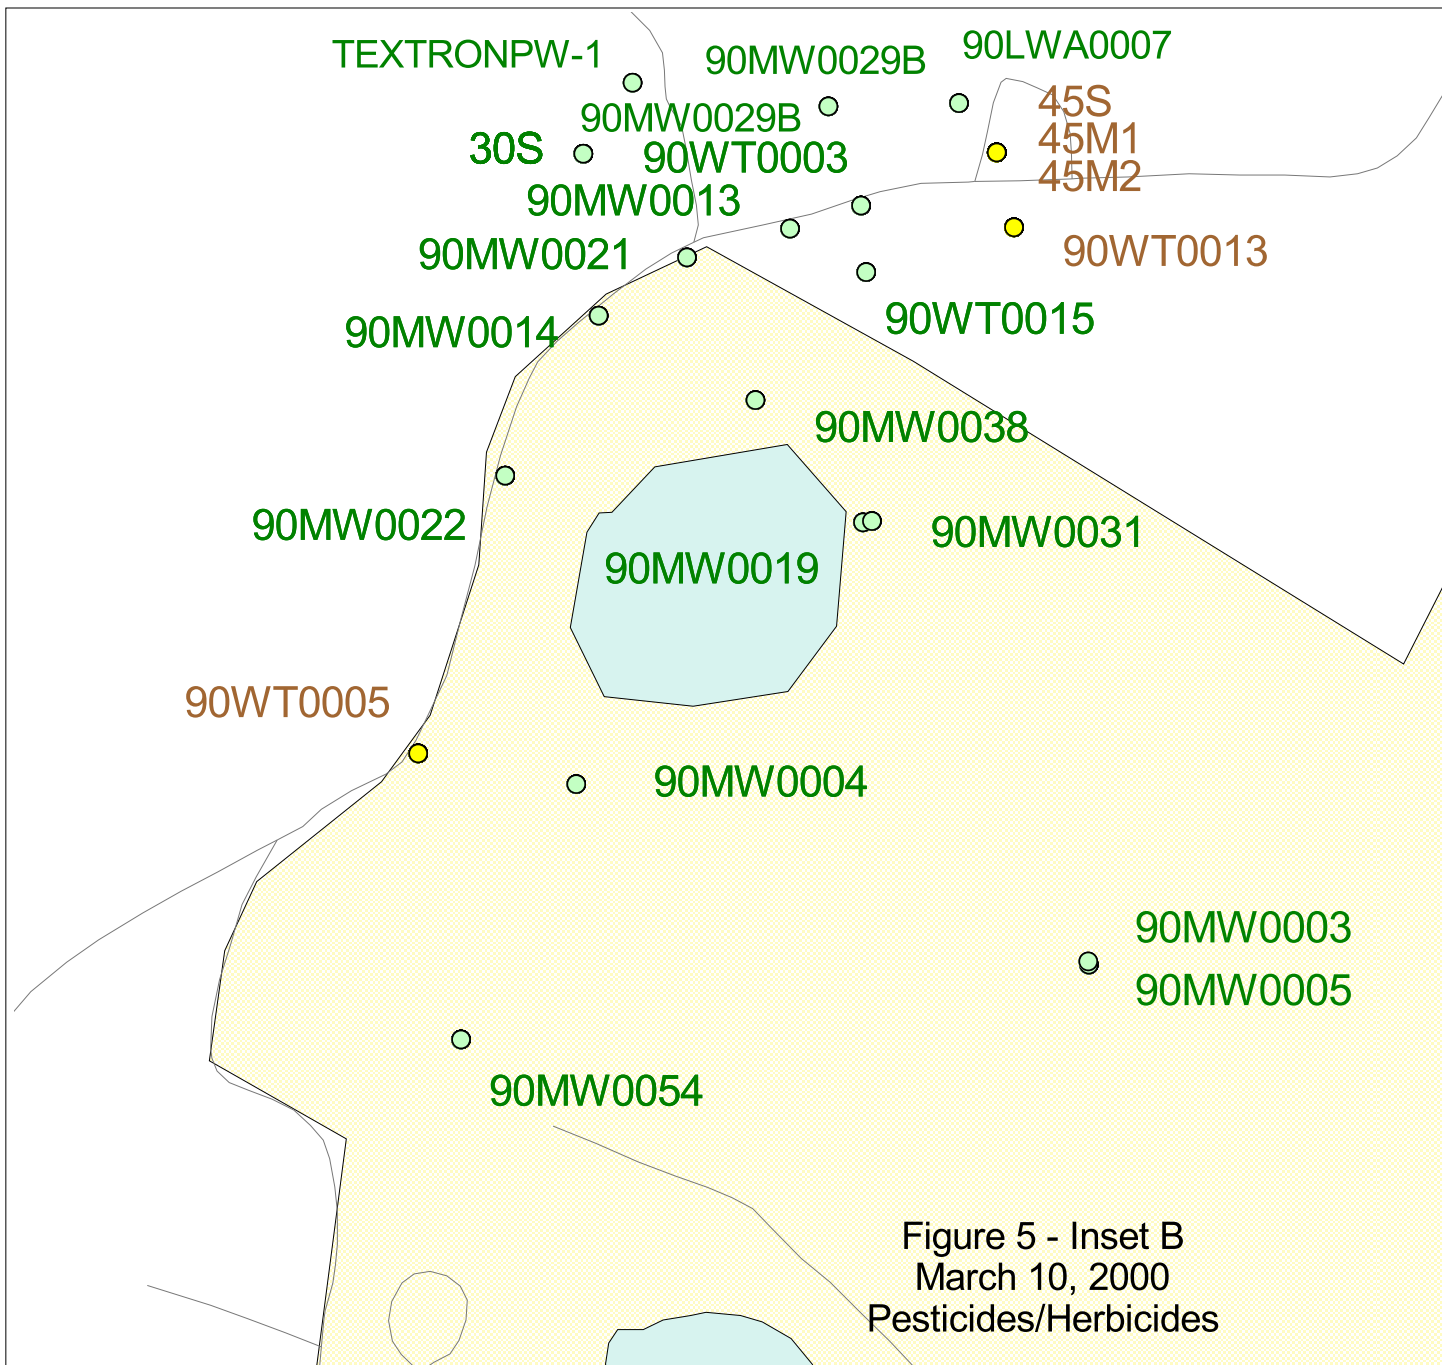 TEXTRONPW-1
90MW0029B
90LWA0007
90MW0029B
45S
30S
90WT0003
45M1
45M2
90MW0013
90MW0021
90WT0013
90MW0014
90WT0015
90MW0038
90MW0022
90MW0031
90MW0019
90WT0005
90MW0004
90MW0003
90MW0005
90MW0054
Figure 5 - Inset B
March 10, 2000
Pesticides/Herbicides